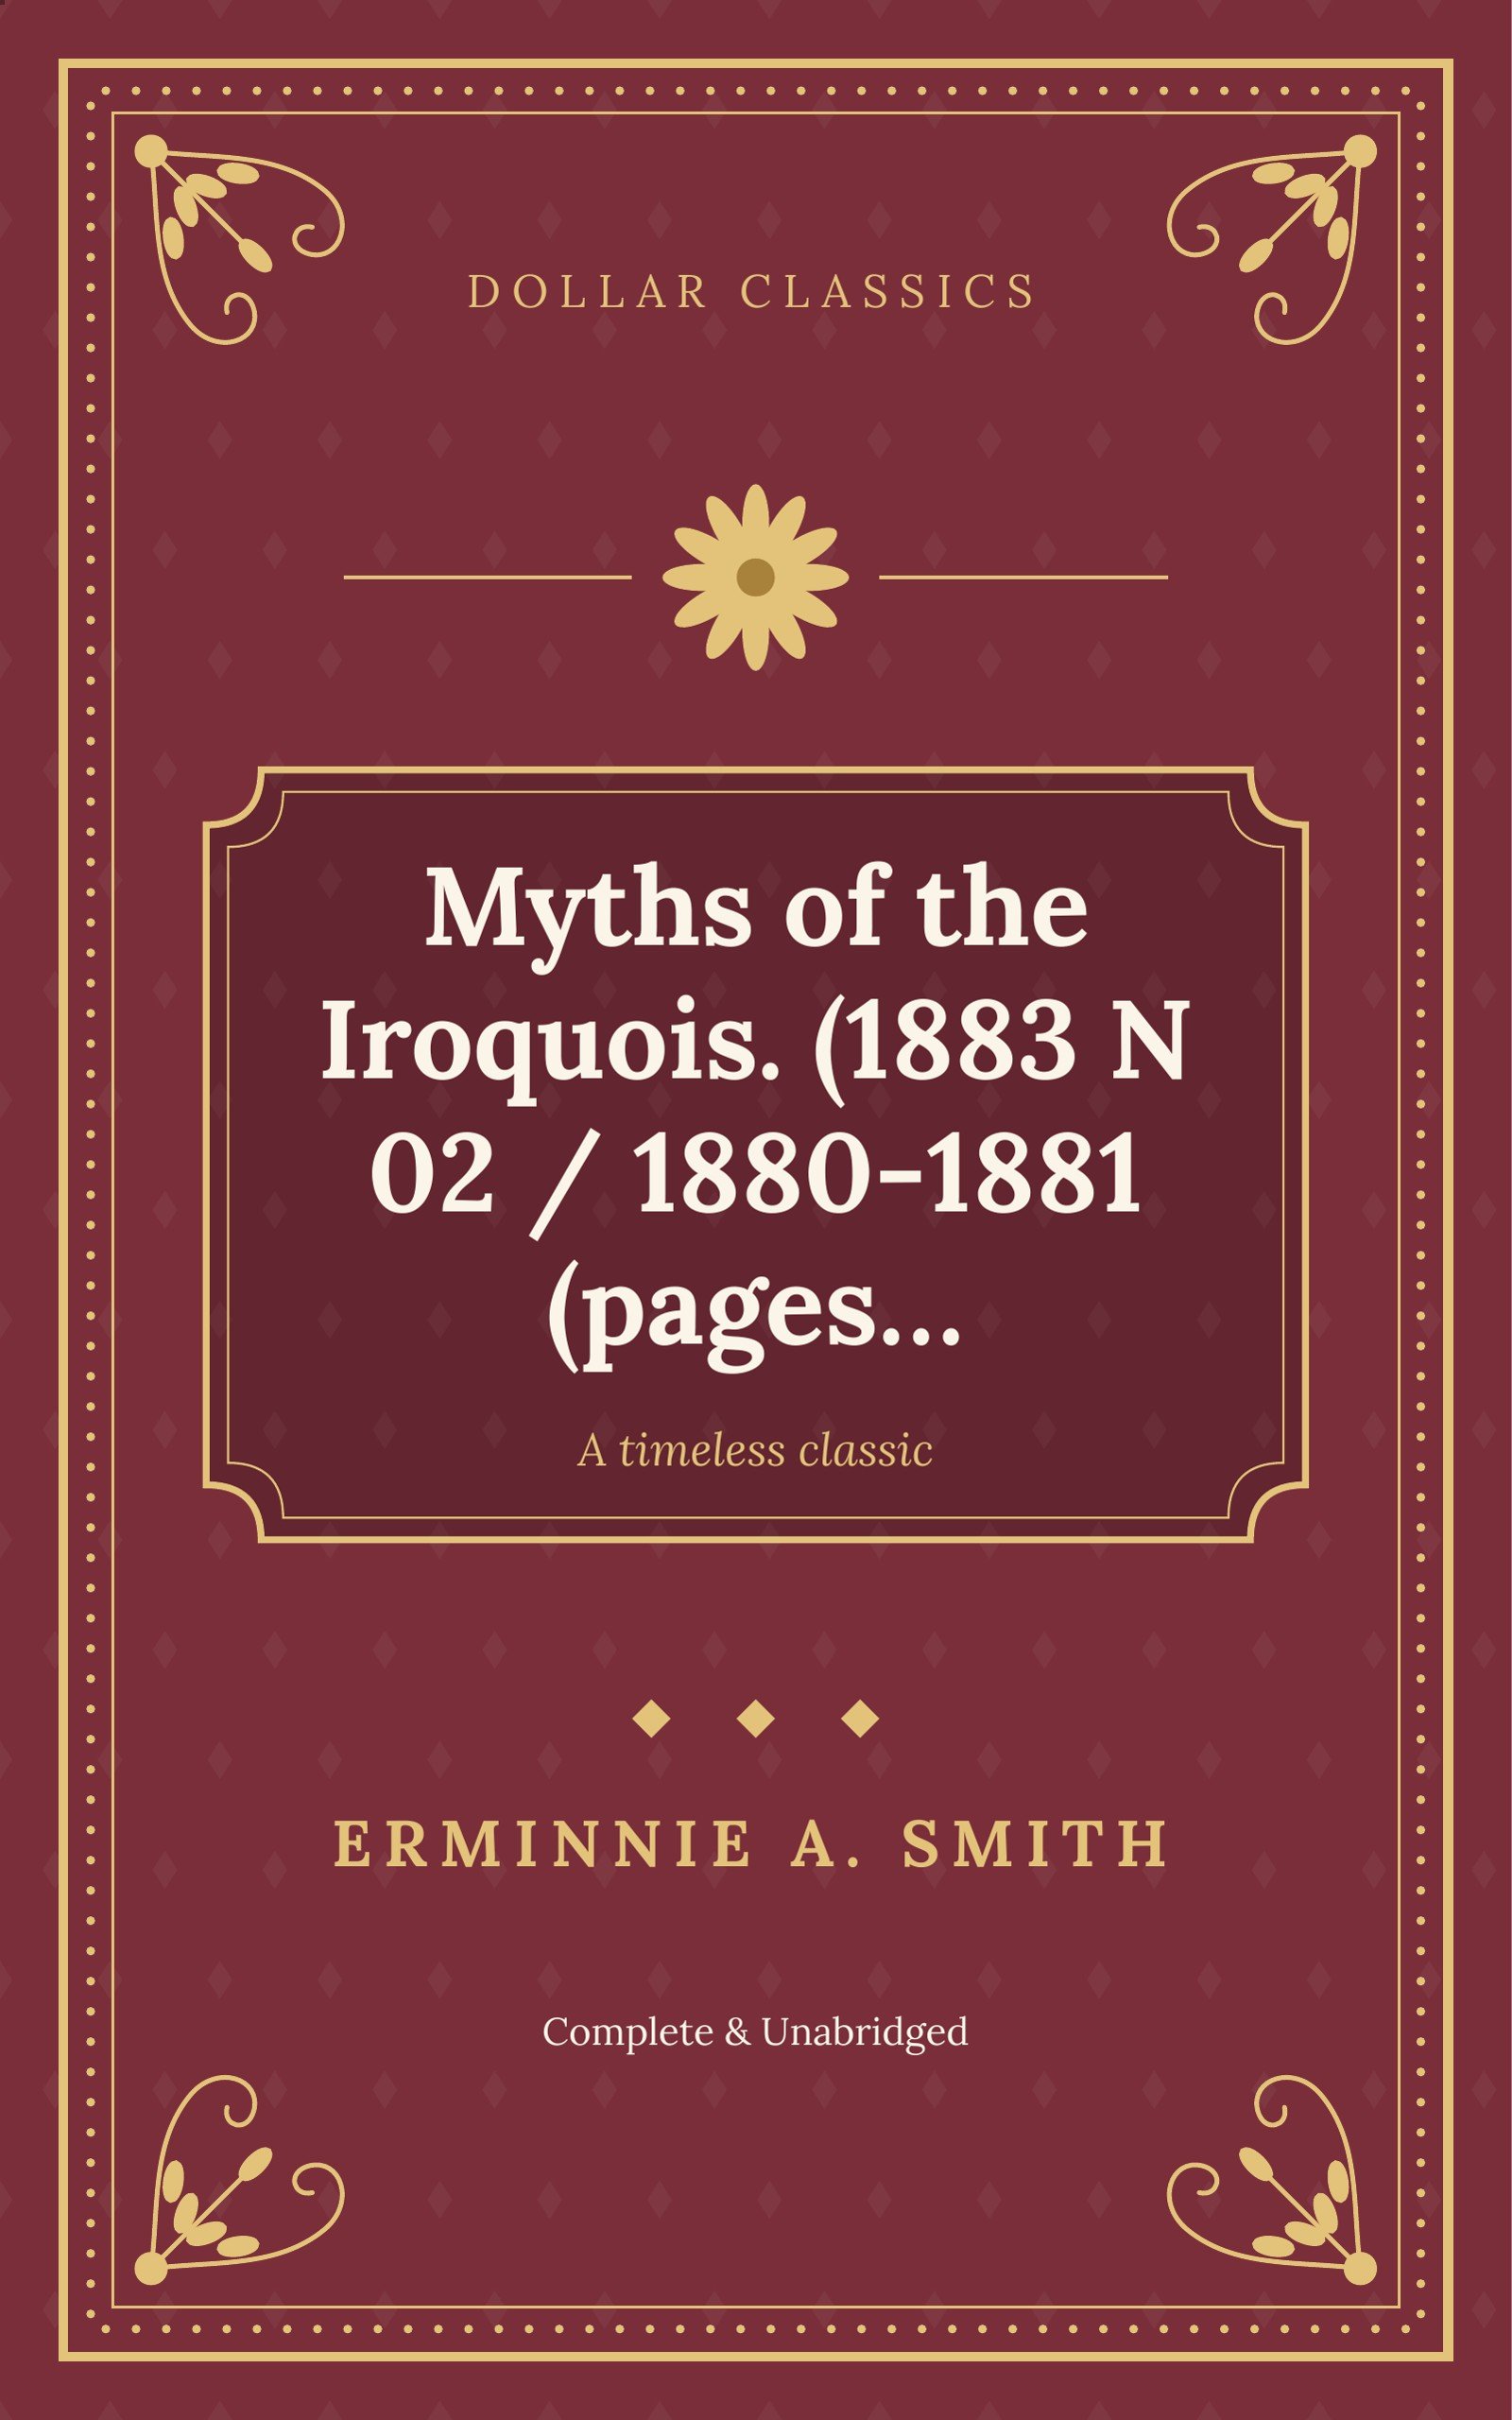 DOLLAR CLASSICS
Myths of the
Iroquois. (1883 N
02 / 1880-1881
(pages...
A timeless classic
ERMINNIE A. SMITH
Complete & Unabridged